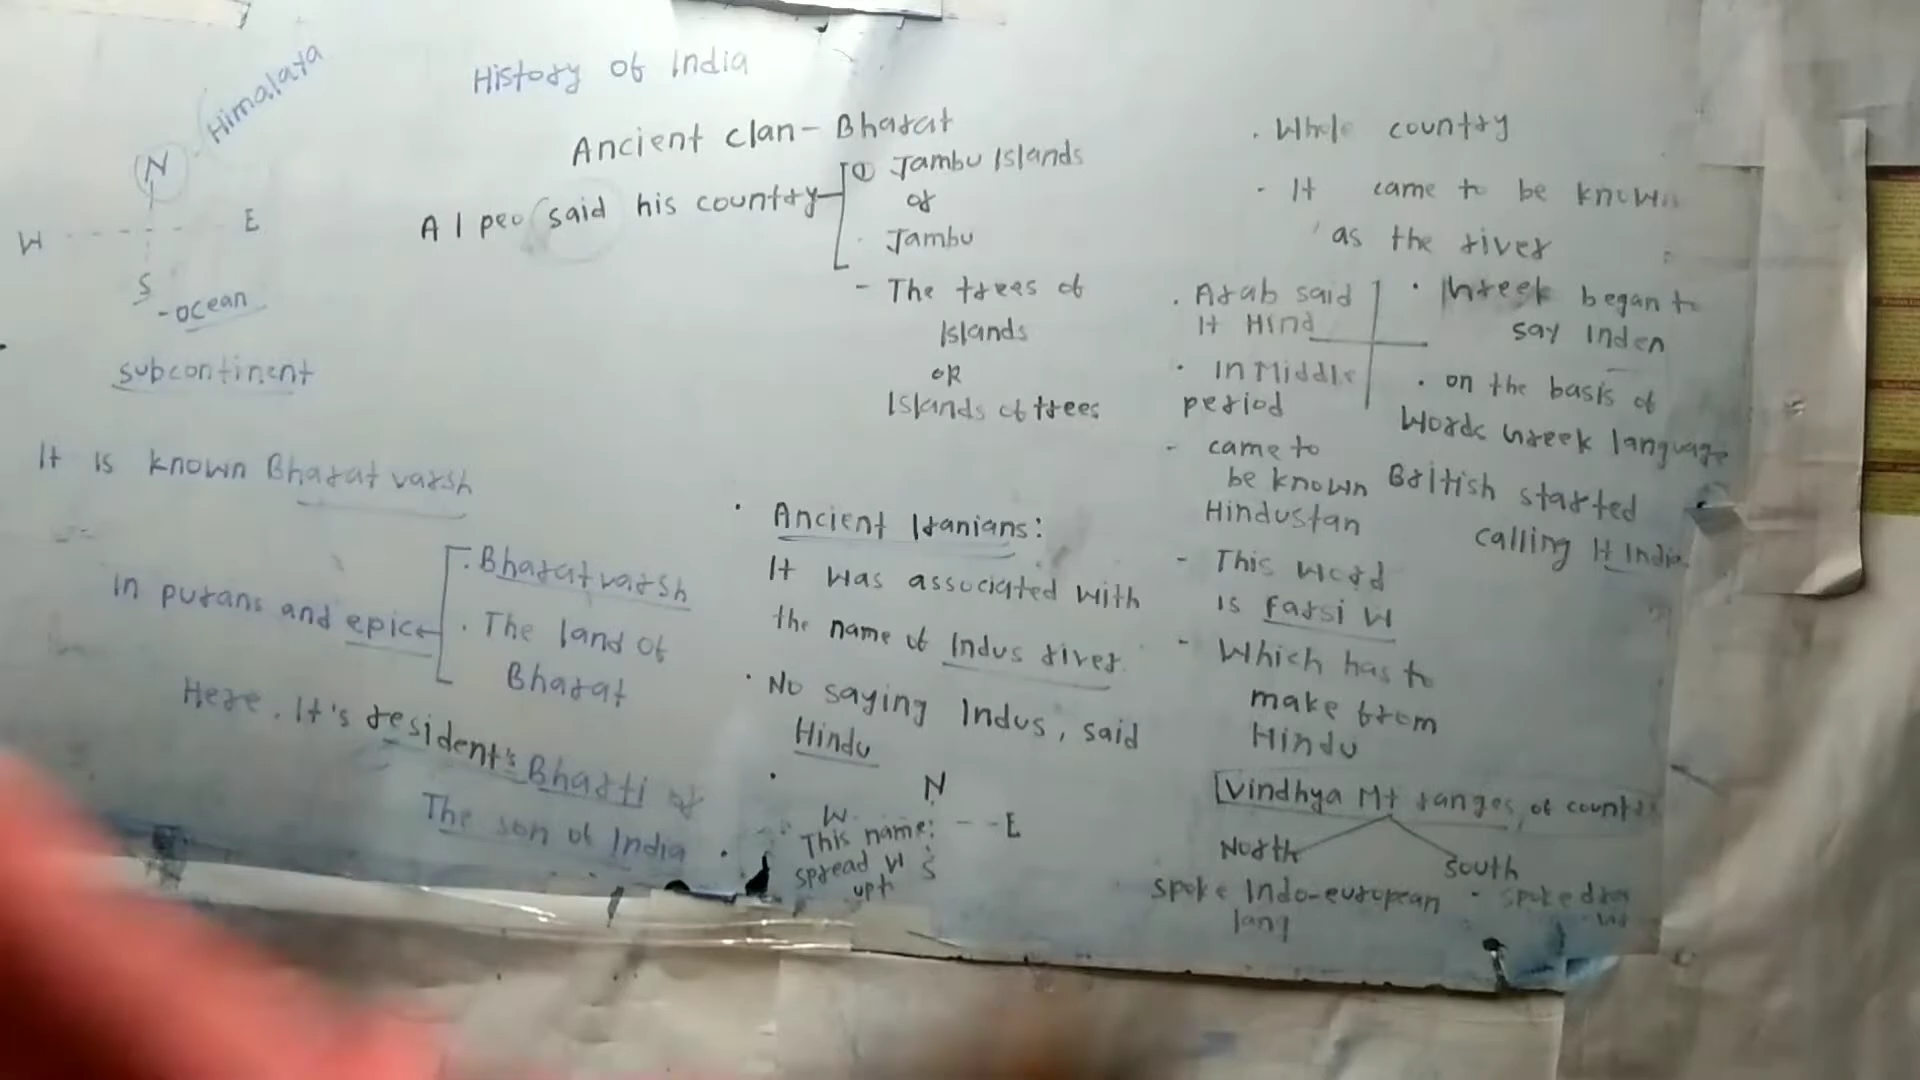 History of India
Himalaya
N
W
E
S
-ocean
subcontinent
It is known Bharat varsh
In purans and epic
. Bharat varsh
. The land of
Bharat
Here. It's resident's Bharti or
The son of India
Ancient clan - Bharat
A I peo said his country
① Jambu Islands
or
. Jambu
- The trees of
Islands
OR
Islands of trees
. Ancient Iranians:
It was associated with
the name of Indus river.
. No saying Indus, said
Hindu
N
W
E
S
This name
spread W
upto
. Whole country
- It came to be known
as the river
. Arab said
It Hind
. In Middle
period
- came to
be known
Hindustan
- This word
is Farsi W
- Which has to
make from
Hindu
. Greek began to
say Inden
. on the basis of
Words Greek language
British started
calling It India
Vindhya Mt ranges of country
North
South
spoke Indo-european
lang
. spoke